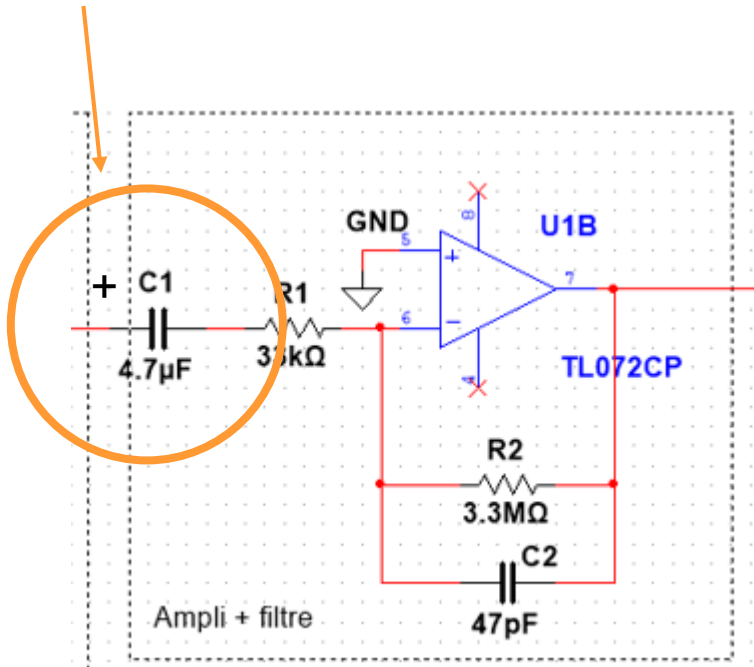 GND
8
U1B
5
+
+
C1
7
R1
6
−
33kΩ
4.7µF
4
TL072CP
R2
3.3MΩ
C2
47pF
Ampli + filtre